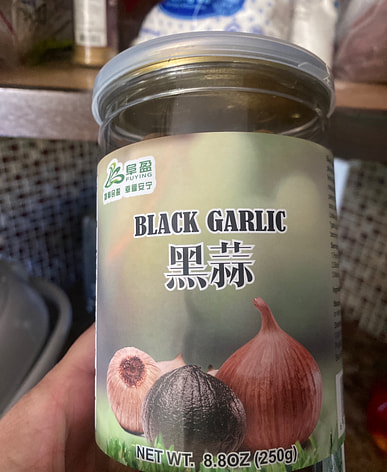 阜盈
FUYING
BLACK GARLIC
黑蒜
NET WT. 8.8OZ (250g)